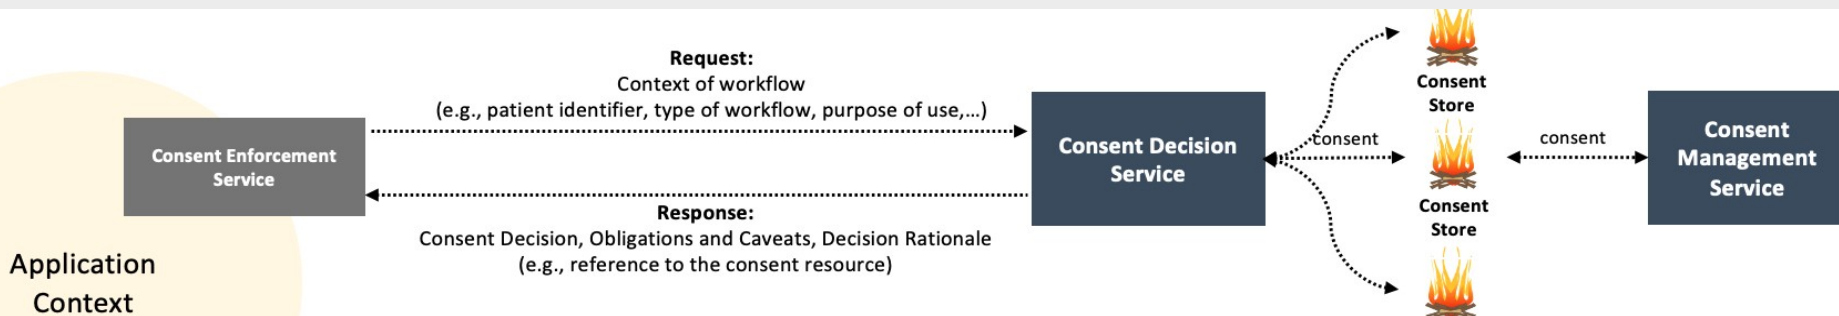 Request:
Context of workflow
(e.g., patient identifier, type of workflow, purpose of use,...)
Consent Enforcement
Service
Response:
Consent Decision, Obligations and Caveats, Decision Rationale
(e.g., reference to the consent resource)
Application
Context
Consent Decision
Service
consent
Consent
Store
Consent
Store
consent
Consent
Management
Service